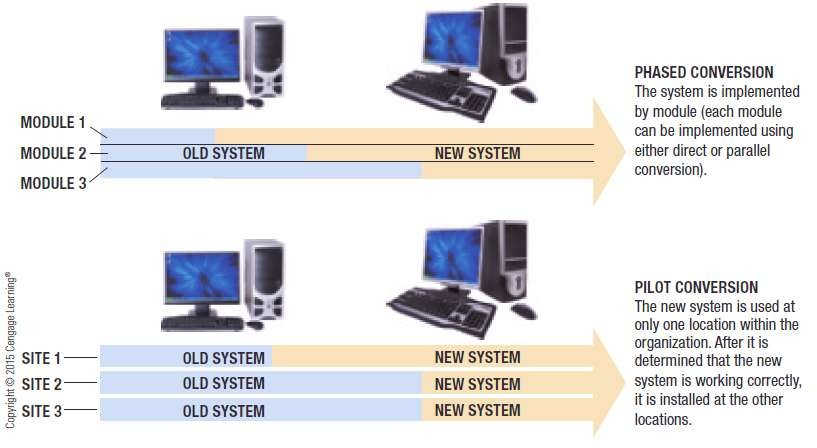 PHASED CONVERSION
The system is implemented
by module (each module
can be implemented using
either direct or parallel
conversion).
MODULE 1
MODULE 2
MODULE 3
OLD SYSTEM
NEW SYSTEM
PILOT CONVERSION
The new system is used at
only one location within the
organization. After it is
determined that the new
system is working correctly,
it is installed at the other
locations.
SITE 1
OLD SYSTEM
NEW SYSTEM
SITE 2
OLD SYSTEM
NEW SYSTEM
SITE 3
OLD SYSTEM
NEW SYSTEM
Copyright © 2015 Cengage Learning®